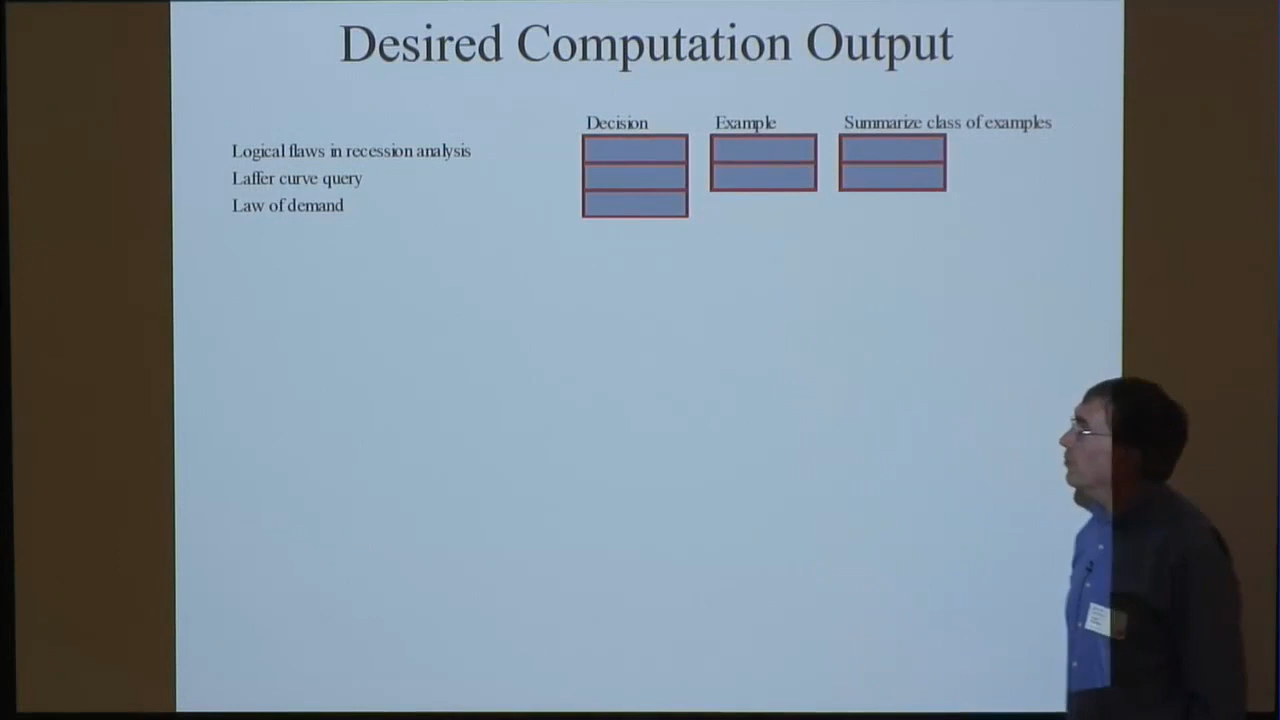 Desired Computation Output
Decision Example Summarize class of examples
Logical flaws in recession analysis
Laffer curve query
Law of demand